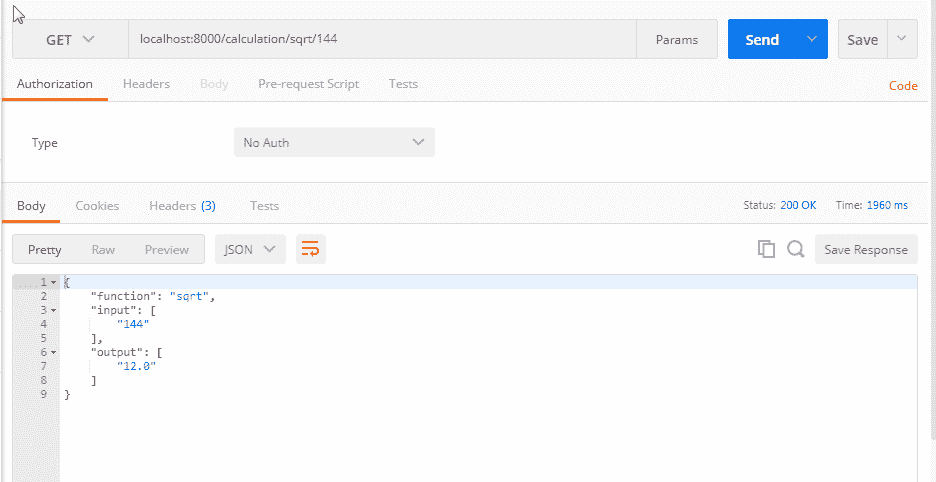 GET localhost:8000/calculation/sqrt/144 Params Send Save
Authorization Headers Body Pre-request Script Tests Code
Type No Auth
Body Cookies Headers (3) Tests Status: 200 OK Time: 1960 ms
Pretty Raw Preview JSON Save Response
1 {
2 "function": "sqrt",
3 "input": [
4 "144"
5 ],
6 "output": [
7 "12.0"
8 ]
9 }